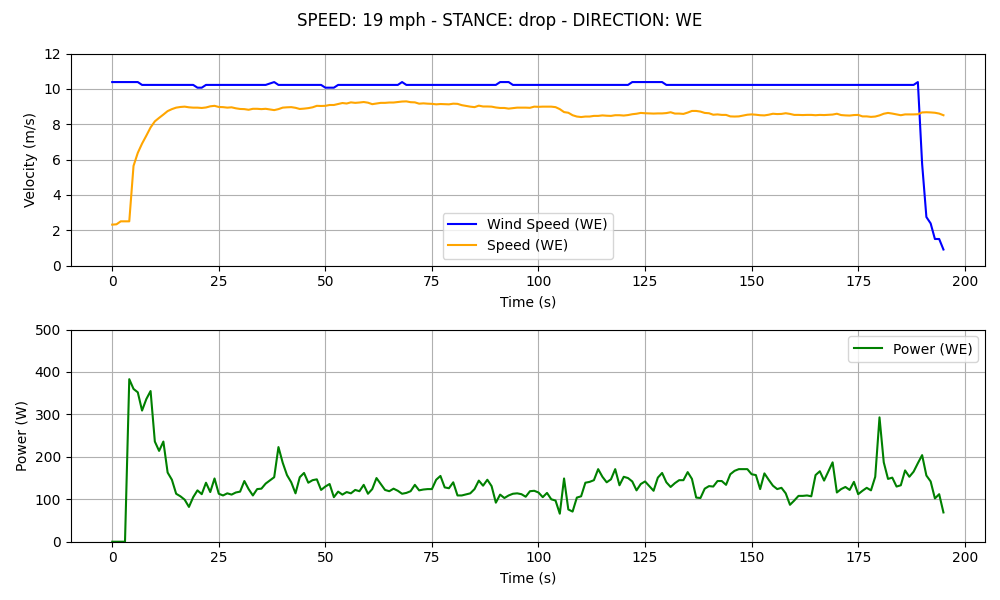 SPEED: 19 mph - STANCE: drop - DIRECTION: WE
12
10
8
6
4
2
0
Velocity (m/s)
Wind Speed (WE)
Speed (WE)
0 25 50 75 100 125 150 175 200
Time (s)
500
400
300
200
100
0
Power (W)
Power (WE)
0 25 50 75 100 125 150 175 200
Time (s)